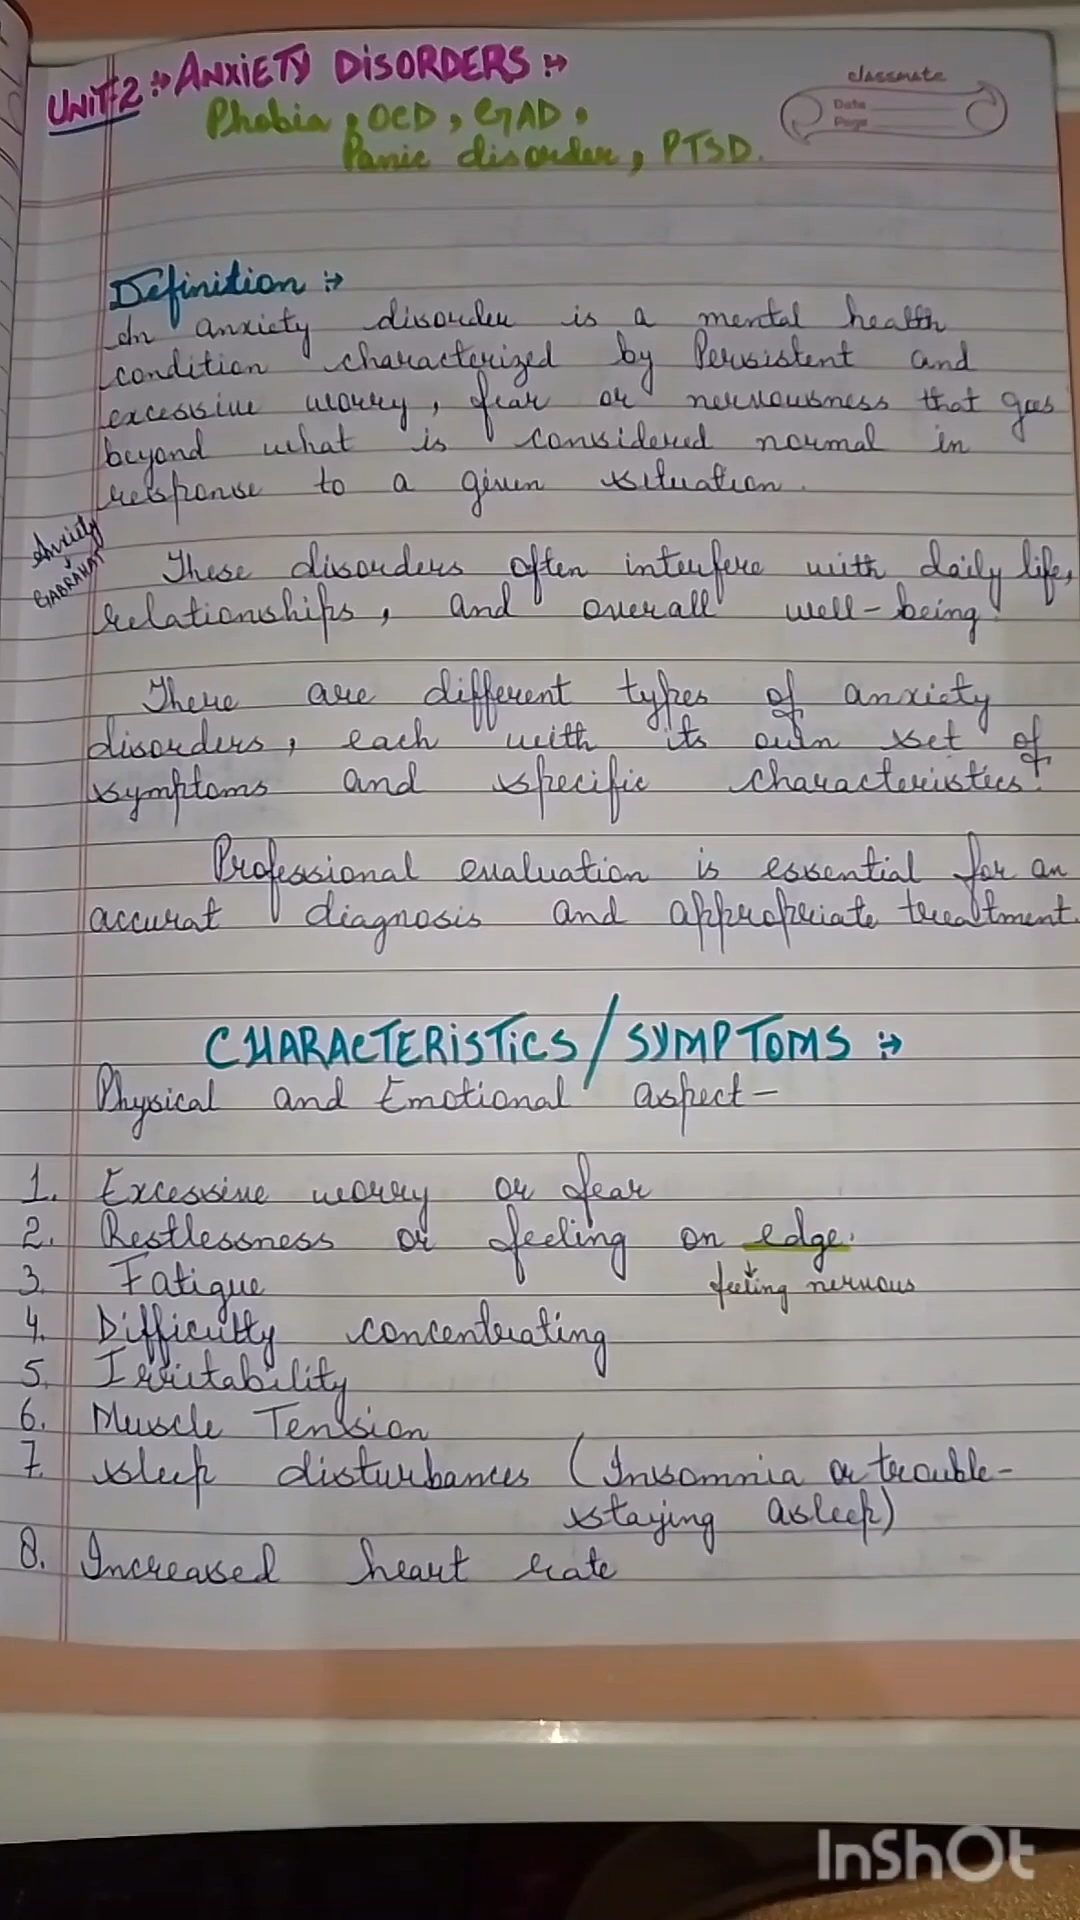 UNIT-2 :→ ANXIETY DISORDERS :→
classmate
Date
Page
Phobia, OCD, GAD,
Panic disorder, PTSD.
Definition :→
An anxiety disorder is a mental health
condition characterized by Persistent and
excessive worry, fear or nervousness that goes
beyond what is considered normal in
response to a given situation.
Anxiety
↓
GABRAHAT
These disorders often interfere with daily life,
relationships, and overall well-being.
There are different types of anxiety
disorders, each with its own set of
symptoms and specific characteristics.
Professional evaluation is essential for an
accurat diagnosis and appropriate treatment.
CHARACTERISTICS/SYMPTOMS :→
Physical and Emotional aspect-
1. Excessive worry or fear
2. Restlessness or feeling on edge.
↓
feeling nervous
3. Fatigue
4. Difficulty concentrating
5. Irritability
6. Muscle Tension
7. sleep disturbances (Insomnia or trouble-
staying asleep)
8. Increased heart rate
InShOt